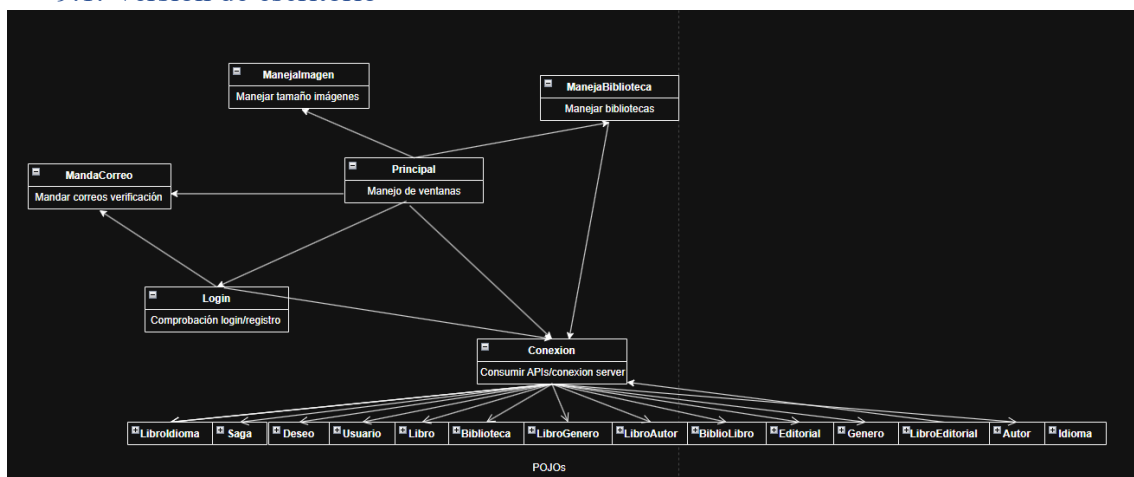 ManejaImagen
Manejar tamaño imágenes
ManejaBiblioteca
Manejar bibliotecas
Principal
Manejo de ventanas
MandaCorreo
Mandar correos verificación
Login
Comprobación login/registro
Conexion
Consumir APIs/conexion server
LibroIdioma
Saga
Deseo
Usuario
Libro
Biblioteca
LibroGenero
LibroAutor
BiblioLibro
Editorial
Genero
LibroEditorial
Autor
Idioma
POJOs